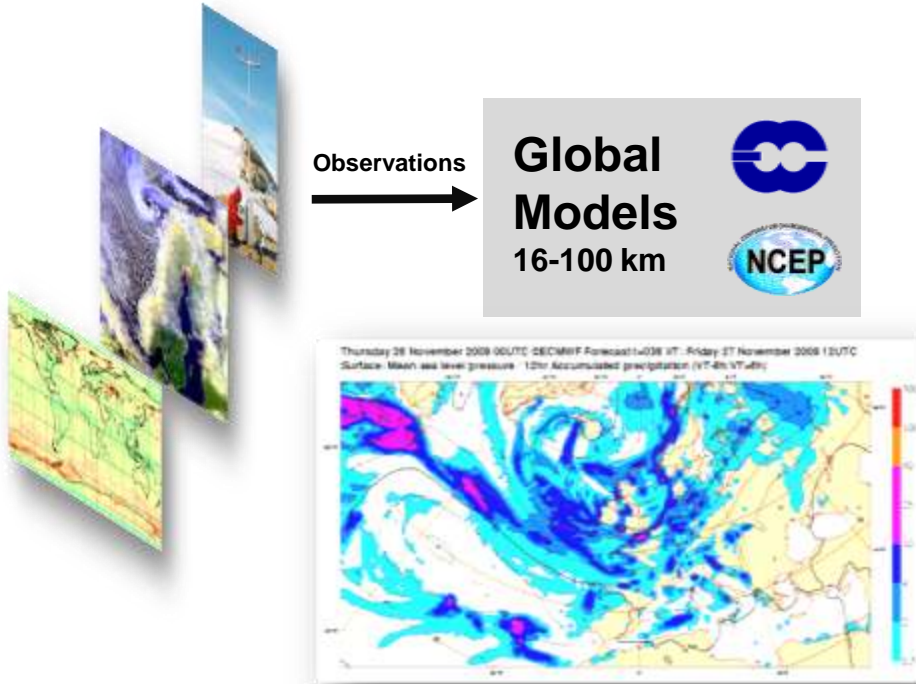 Observations
Global
Models
16-100 km
NCEP
Thursday 26 November 2009 00UTC ©ECMWF Forecast t+036 VT: Friday 27 November 2009 12UTC
Surface: Mean sea level pressure / 12hr Accumulated precipitation (VT-6h/VT+6h)